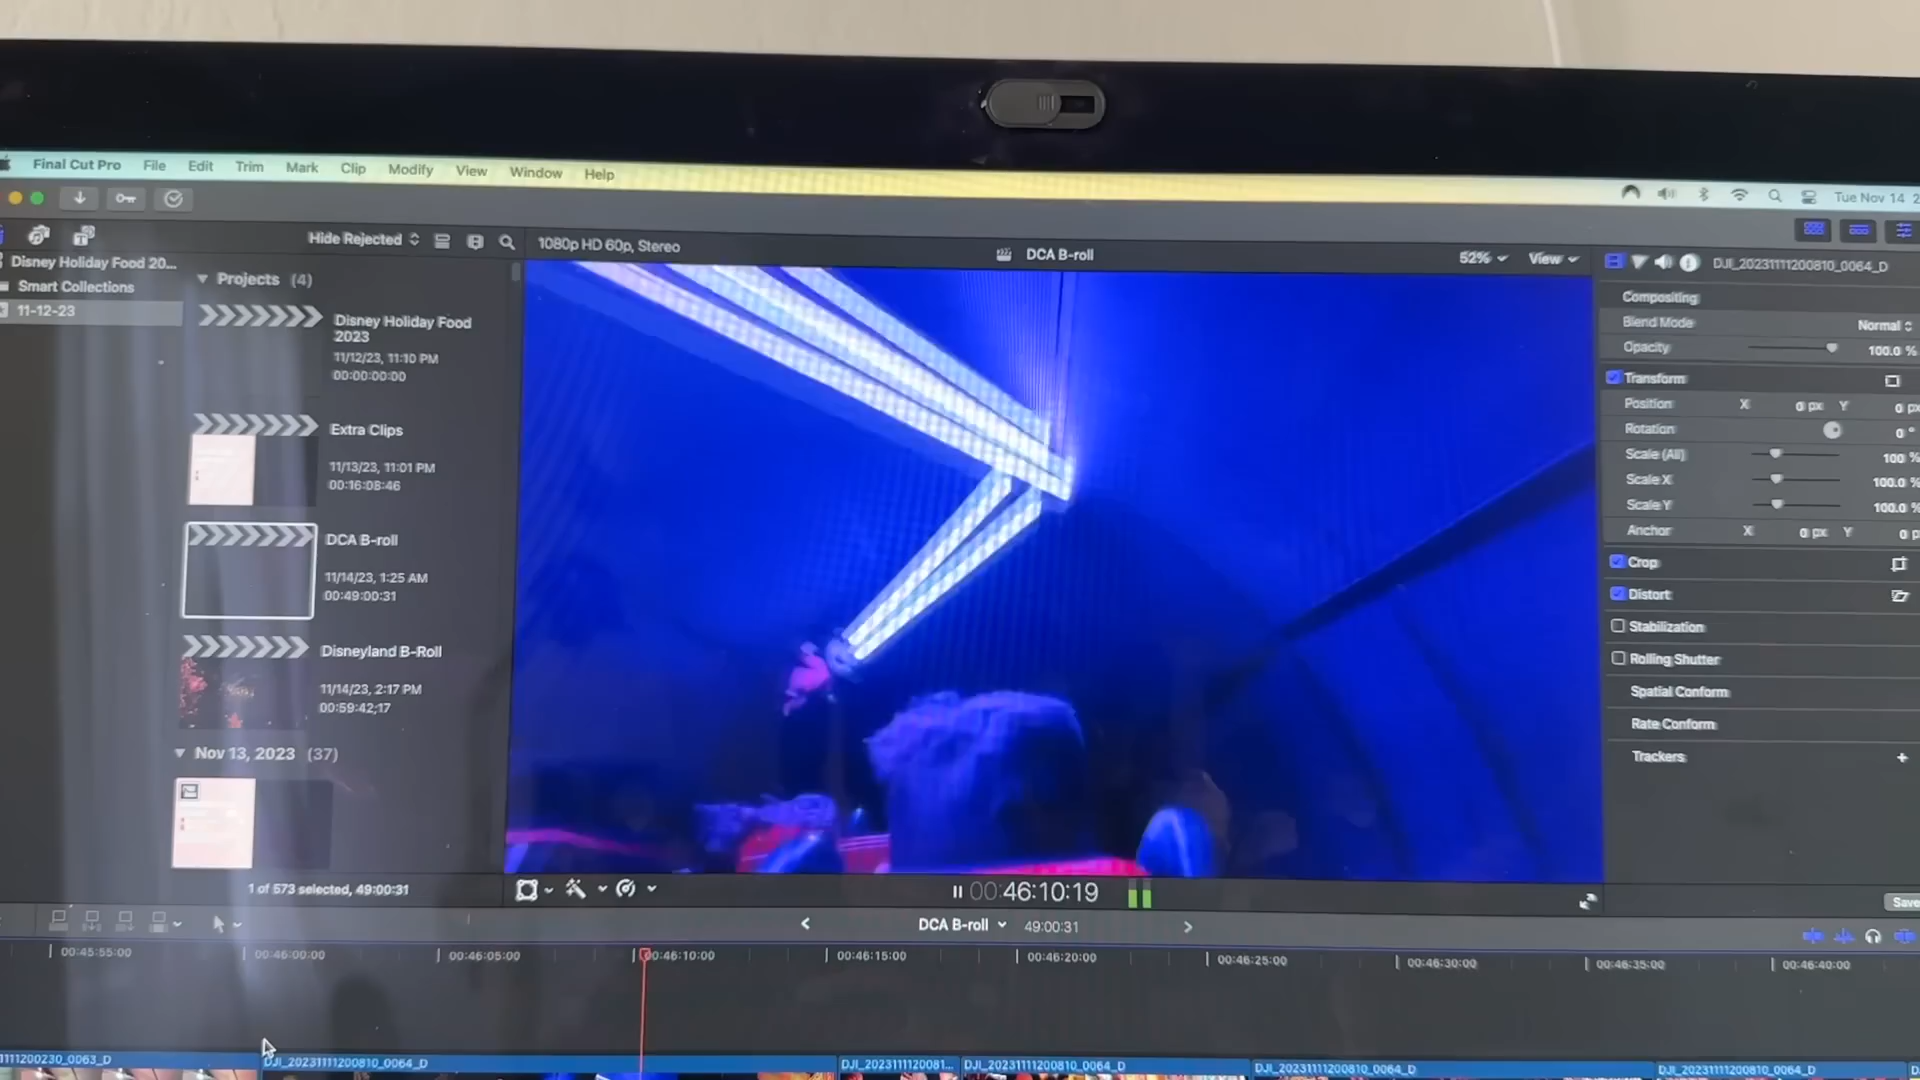 Final Cut Pro File Edit Trim Mark Clip Modify View Window Help
Tue Nov 14
Hide Rejected
1080p HD 60p, Stereo
DCA B-roll
52%
View
DJI_20231111200810_0064_D
Disney Holiday Food 20...
Smart Collections
11-12-23
Projects (4)
Disney Holiday Food
2023
11/12/23, 11:10 PM
00:00:00:00
Extra Clips
11/13/23, 11:01 PM
00:16:08:46
DCA B-roll
11/14/23, 1:25 AM
00:49:00:31
Disneyland B-Roll
11/14/23, 2:17 PM
00:59:42;17
Nov 13, 2023 (37)
1 of 573 selected, 49:00:31
Compositing
Blend Mode Normal
Opacity 100.0 %
Transform
Position X 0 px Y 0 px
Rotation 0 °
Scale (All) 100 %
Scale X 100.0 %
Scale Y 100.0 %
Anchor X 0 px Y 0 p
Crop
Distort
Stabilization
Rolling Shutter
Spatial Conform
Rate Conform
Trackers +
00:46:10:19
Save
DCA B-roll 49:00:31
00:45:55:00 00:46:00:00 00:46:05:00 00:46:10:00 00:46:15:00 00:46:20:00 00:46:25:00 00:46:30:00 00:46:35:00 00:46:40:00
1111200230_0063_D DJI_20231111200810_0064_D DJI_2023111120081... DJI_20231111200810_0064_D DJI_20231111200810_0064_D DJI_20231111200810_0064_D